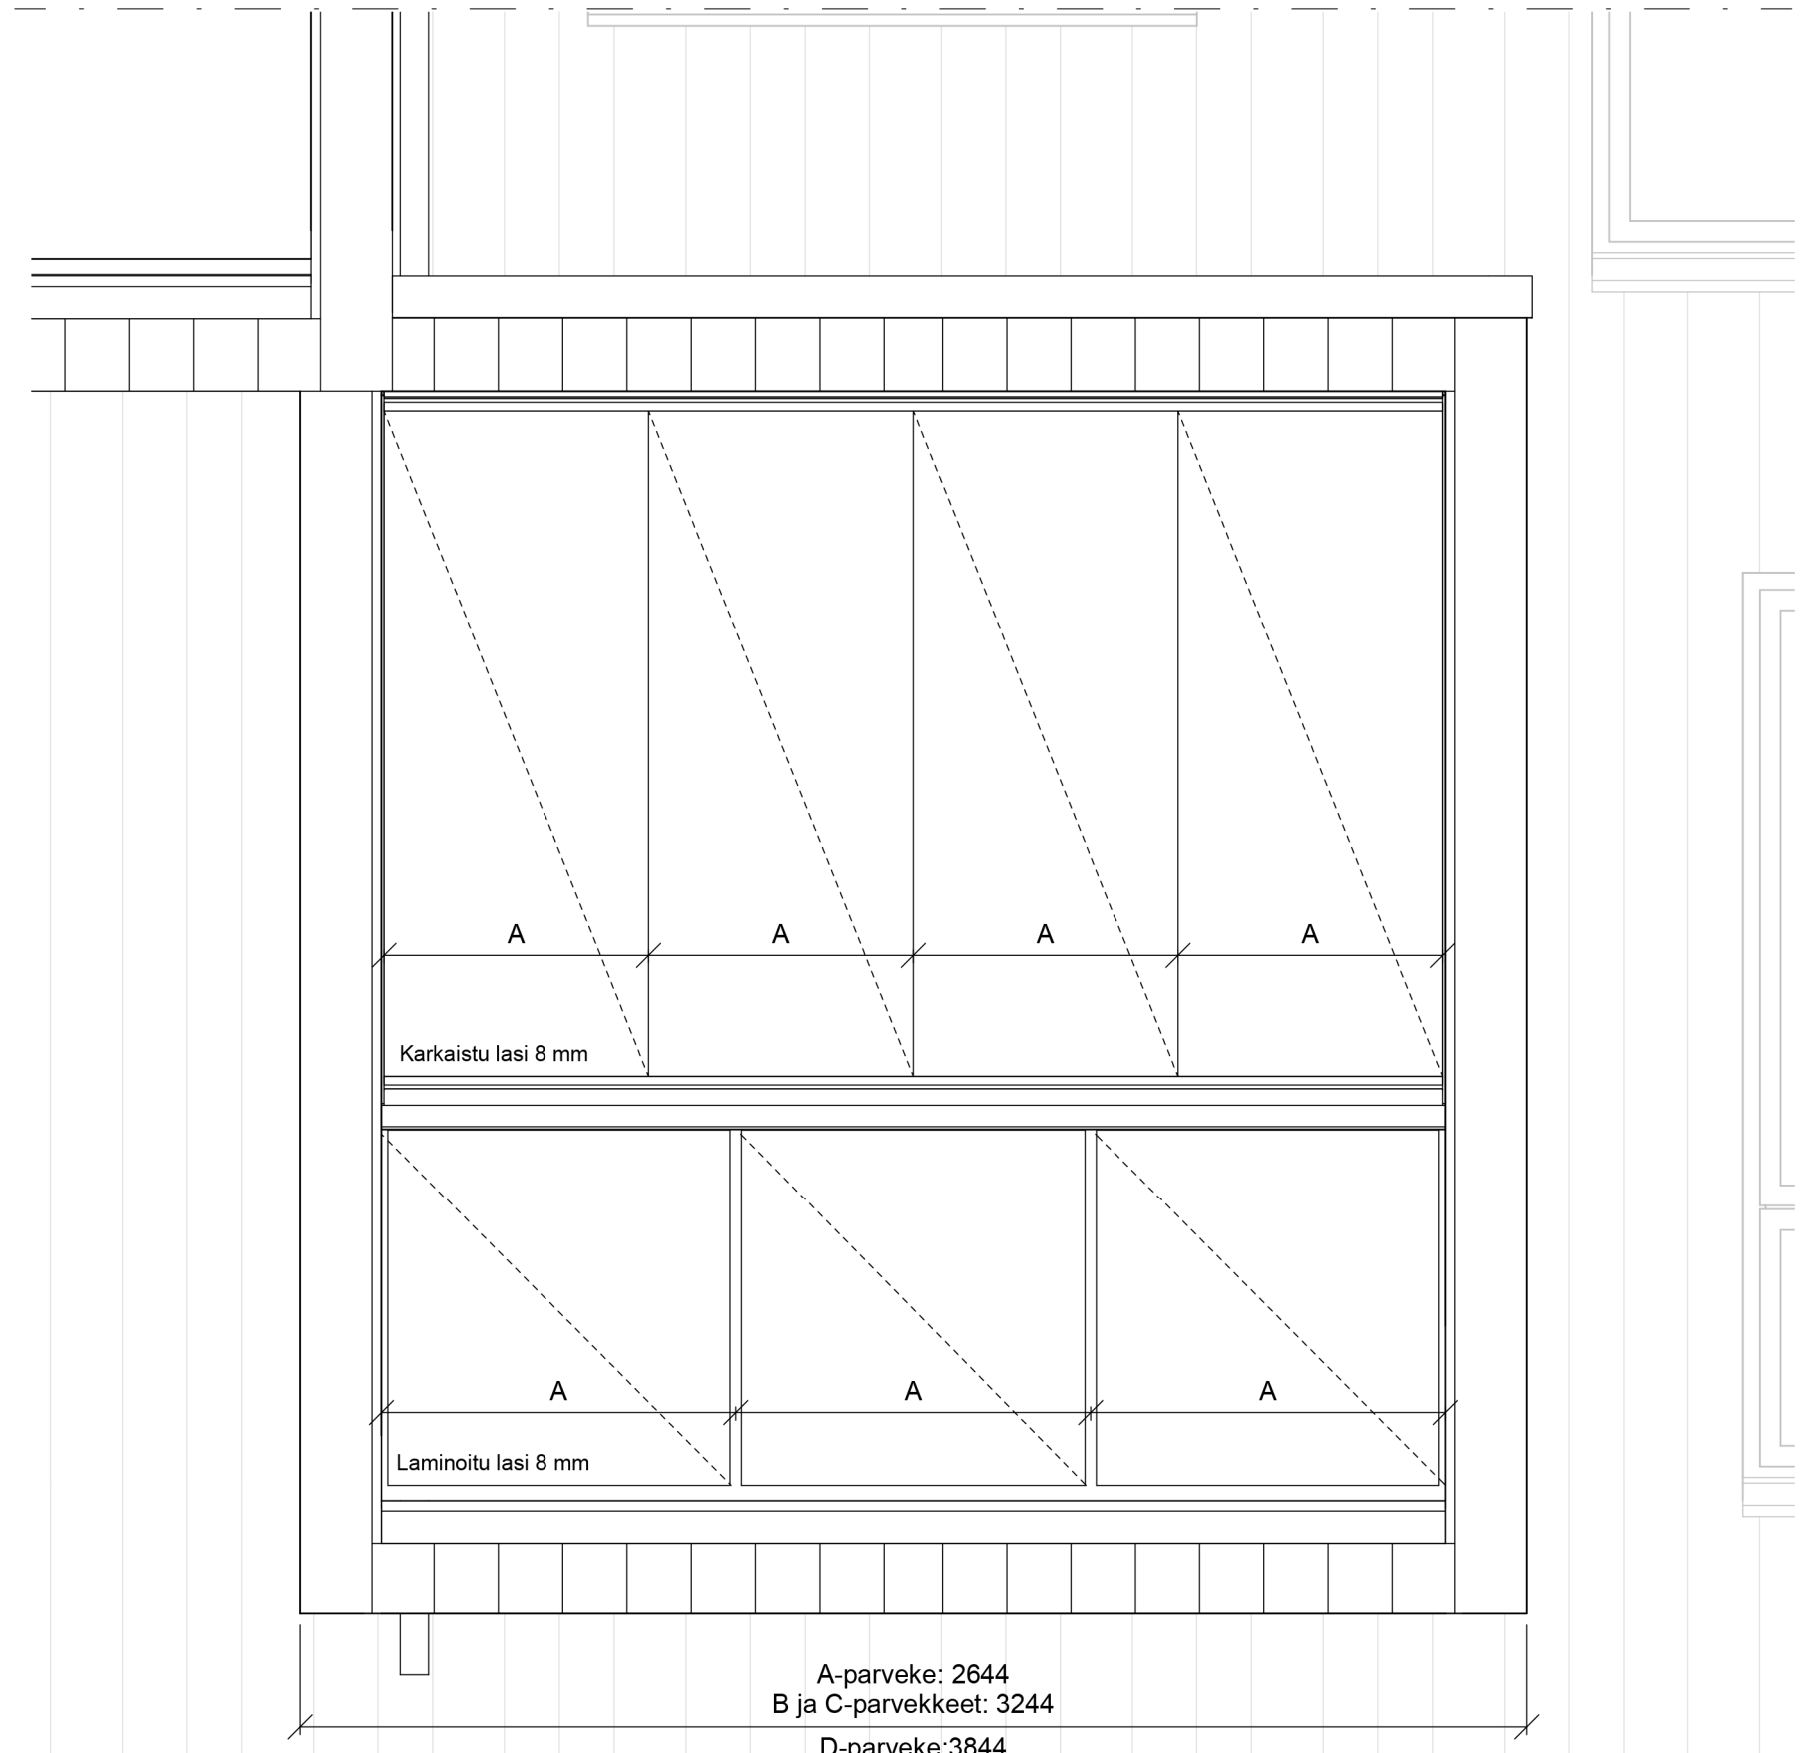 A A A A
Karkaistu lasi 8 mm
A A A
Laminoitu lasi 8 mm
A-parveke: 2644
B ja C-parvekkeet: 3244
D-parveke:3844